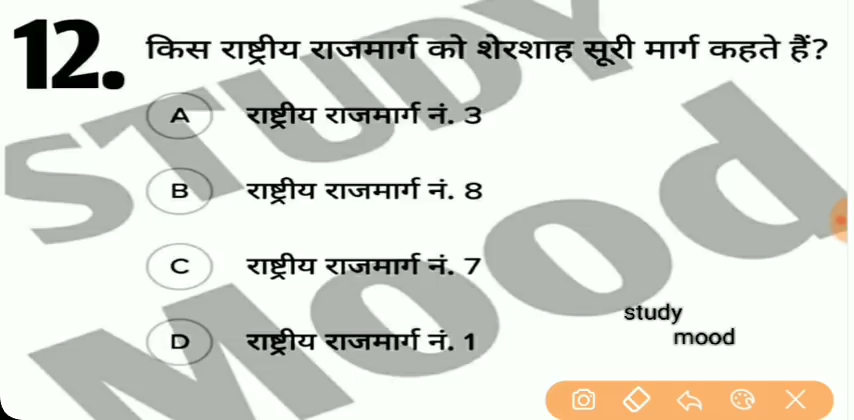 12. किस राष्ट्रीय राजमार्ग को शेरशाह सूरी मार्ग कहते हैं?
A राष्ट्रीय राजमार्ग नं. 3
B राष्ट्रीय राजमार्ग नं. 8
C राष्ट्रीय राजमार्ग नं. 7
D राष्ट्रीय राजमार्ग नं. 1
STUDY
Mood
study
mood